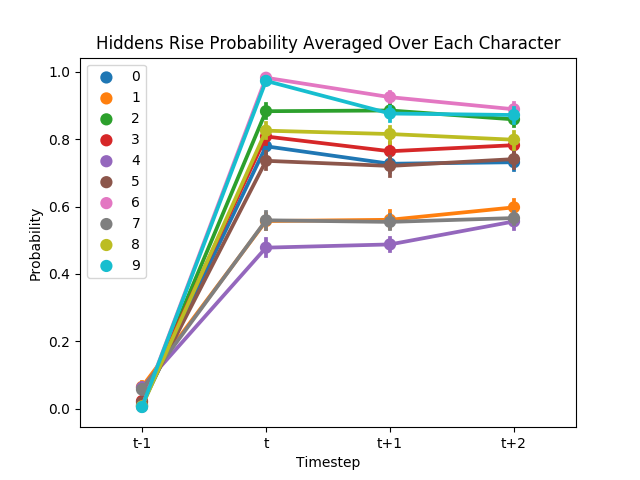 Hiddens Rise Probability Averaged Over Each Character
1.0
0.8
0.6
0.4
0.2
0.0
Probability
0
1
2
3
4
5
6
7
8
9
t-1
t
t+1
t+2
Timestep